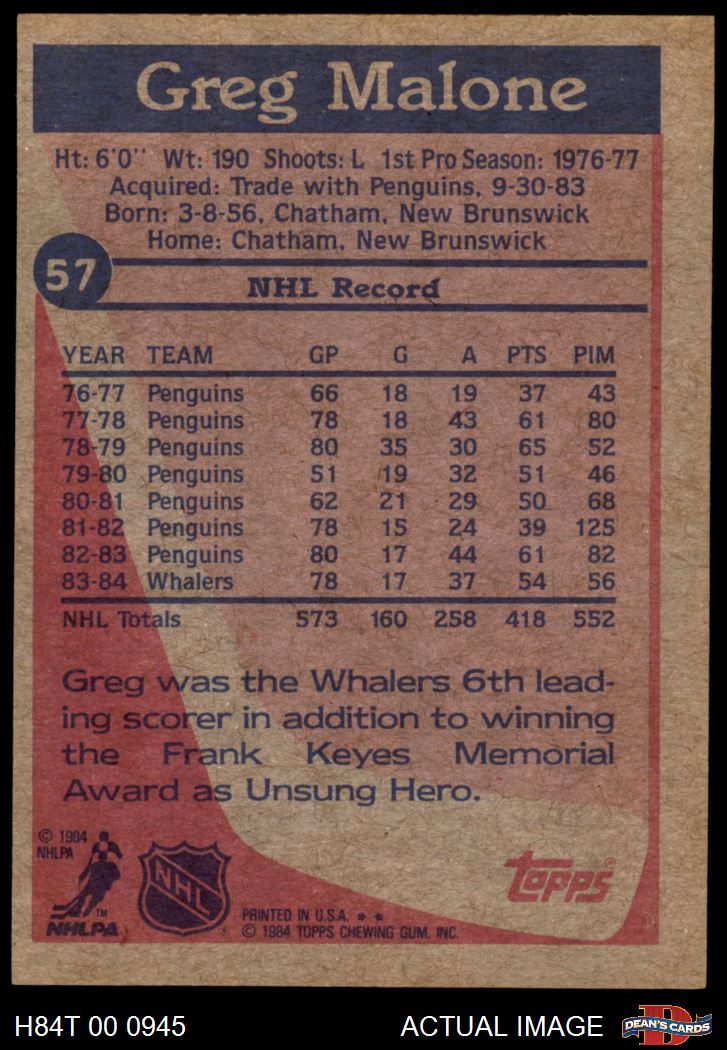 Greg Malone
Ht: 6'0" Wt: 190 Shoots: L 1st Pro Season: 1976-77
Acquired: Trade with Penguins, 9-30-83
Born: 3-8-56, Chatham, New Brunswick
Home: Chatham, New Brunswick
57
NHL Record
YEAR TEAM GP G A PTS PIM
76-77 Penguins 66 18 19 37 43
77-78 Penguins 78 18 43 61 80
78-79 Penguins 80 35 30 65 52
79-80 Penguins 51 19 32 51 46
80-81 Penguins 62 21 29 50 68
81-82 Penguins 78 15 24 39 125
82-83 Penguins 80 17 44 61 82
83-84 Whalers 78 17 37 54 56
NHL Totals 573 160 258 418 552
Greg was the Whalers 6th lead-
ing scorer in addition to winning
the Frank Keyes Memorial
Award as Unsung Hero.
© 1984
NHLPA
™
NHLPA
NHL
topps®
PRINTED IN U.S.A. * *
© 1984 TOPPS CHEWING GUM, INC.
H84T 00 0945
ACTUAL IMAGE
D
DEAN'S CARDS